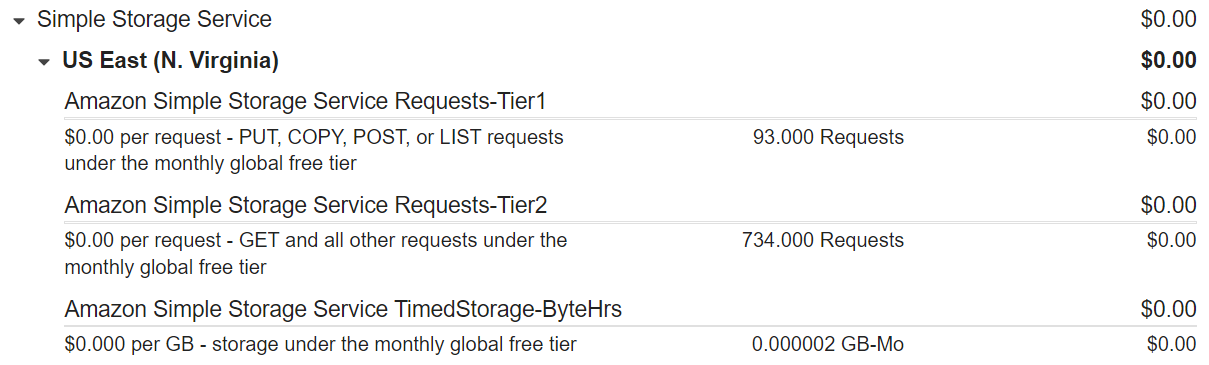 Simple Storage Service $0.00
US East (N. Virginia) $0.00
Amazon Simple Storage Service Requests-Tier1 $0.00
$0.00 per request - PUT, COPY, POST, or LIST requests 93.000 Requests $0.00
under the monthly global free tier
Amazon Simple Storage Service Requests-Tier2 $0.00
$0.00 per request - GET and all other requests under the 734.000 Requests $0.00
monthly global free tier
Amazon Simple Storage Service TimedStorage-ByteHrs $0.00
$0.000 per GB - storage under the monthly global free tier 0.000002 GB-Mo $0.00